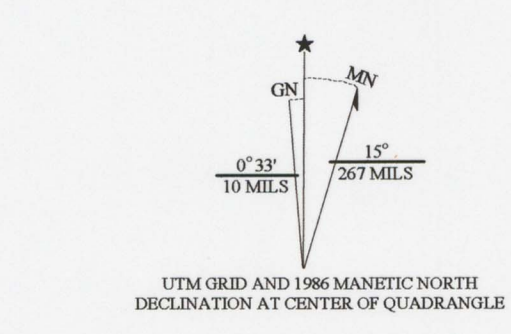 MN
GN
0° 33'
10 MILS
15°
267 MILS
UTM GRID AND 1986 MANETIC NORTH
DECLINATION AT CENTER OF QUADRANGLE